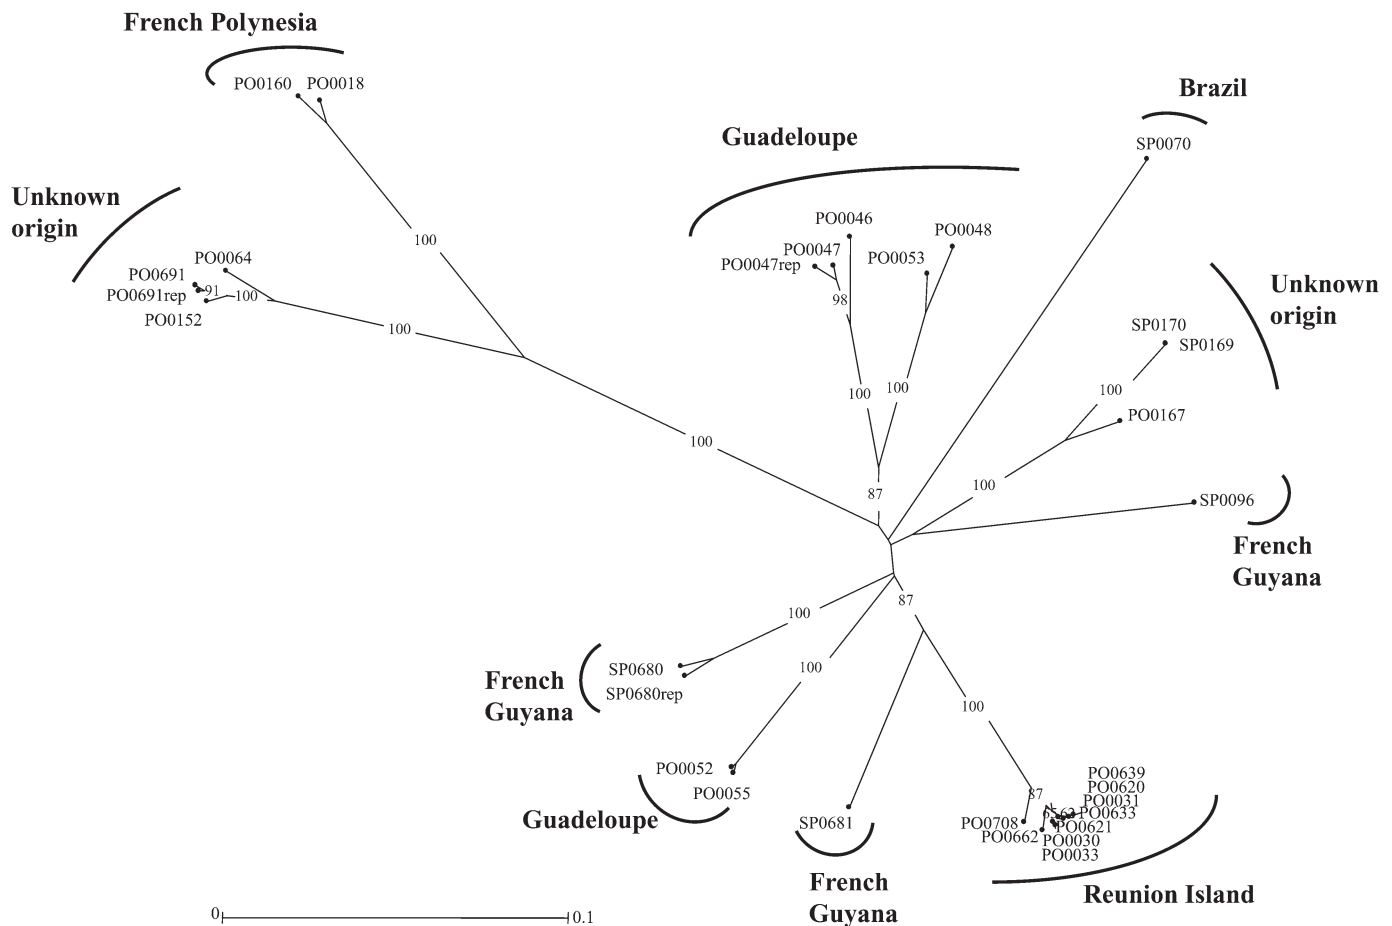 French Polynesia
PO0160 PO0018
Brazil
SP0070
Guadeloupe
Unknown
origin
PO0046
PO0048
PO0047
PO0053
PO0047rep
100
PO0064
PO0691
PO0691rep
91
100
PO0152
98
Unknown
origin
100
SP0170
SP0169
100
100
100
PO0167
100
100
87
SP0096
French
Guyana
87
100
SP0680
SP0680rep
French
Guyana
100
100
PO0052
PO0055
Guadeloupe
SP0681
French
Guyana
87
PO0639
PO0620
PO0031
PO0633
PO0708
PO0621
PO0662
PO0030
PO0033
Reunion Island
0
0.1